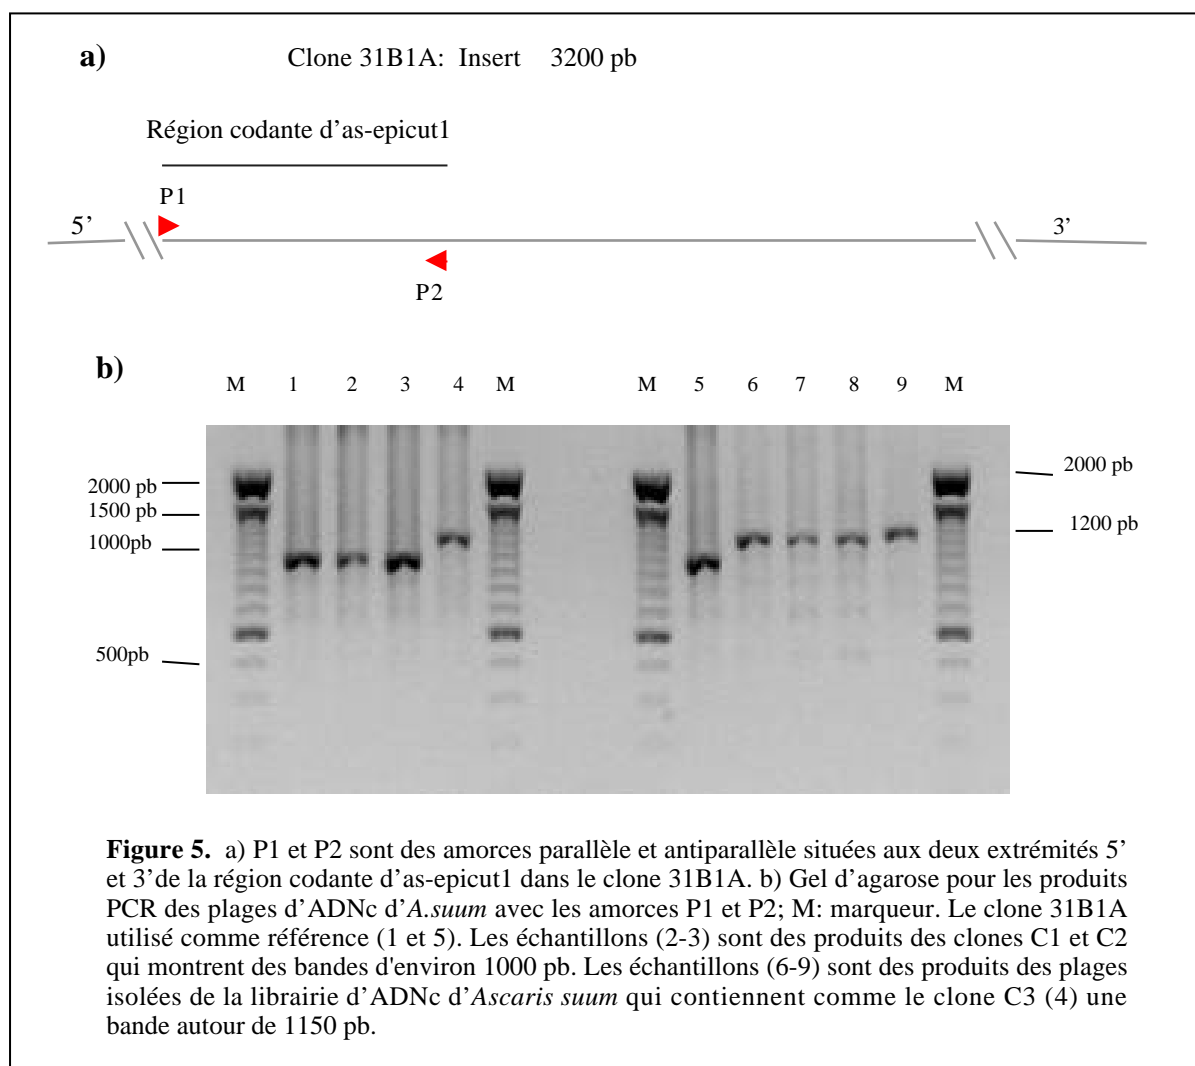 a)
Clone 31B1A: Insert 3200 pb
Région codante d'as-epicut1
P1
5’
3’
P2
b)
M 1 2 3 4 M M 5 6 7 8 9 M
2000 pb
1500 pb
1000pb
500pb
2000 pb
1200 pb
Figure 5. a) P1 et P2 sont des amorces parallèle et antiparallèle situées aux deux extrémités 5’
et 3’de la région codante d’as-epicut1 dans le clone 31B1A. b) Gel d’agarose pour les produits
PCR des plages d’ADNc d’A.suum avec les amorces P1 et P2; M: marqueur. Le clone 31B1A
utilisé comme référence (1 et 5). Les échantillons (2-3) sont des produits des clones C1 et C2
qui montrent des bandes d'environ 1000 pb. Les échantillons (6-9) sont des produits des plages
isolées de la librairie d’ADNc d’Ascaris suum qui contiennent comme le clone C3 (4) une
bande autour de 1150 pb.